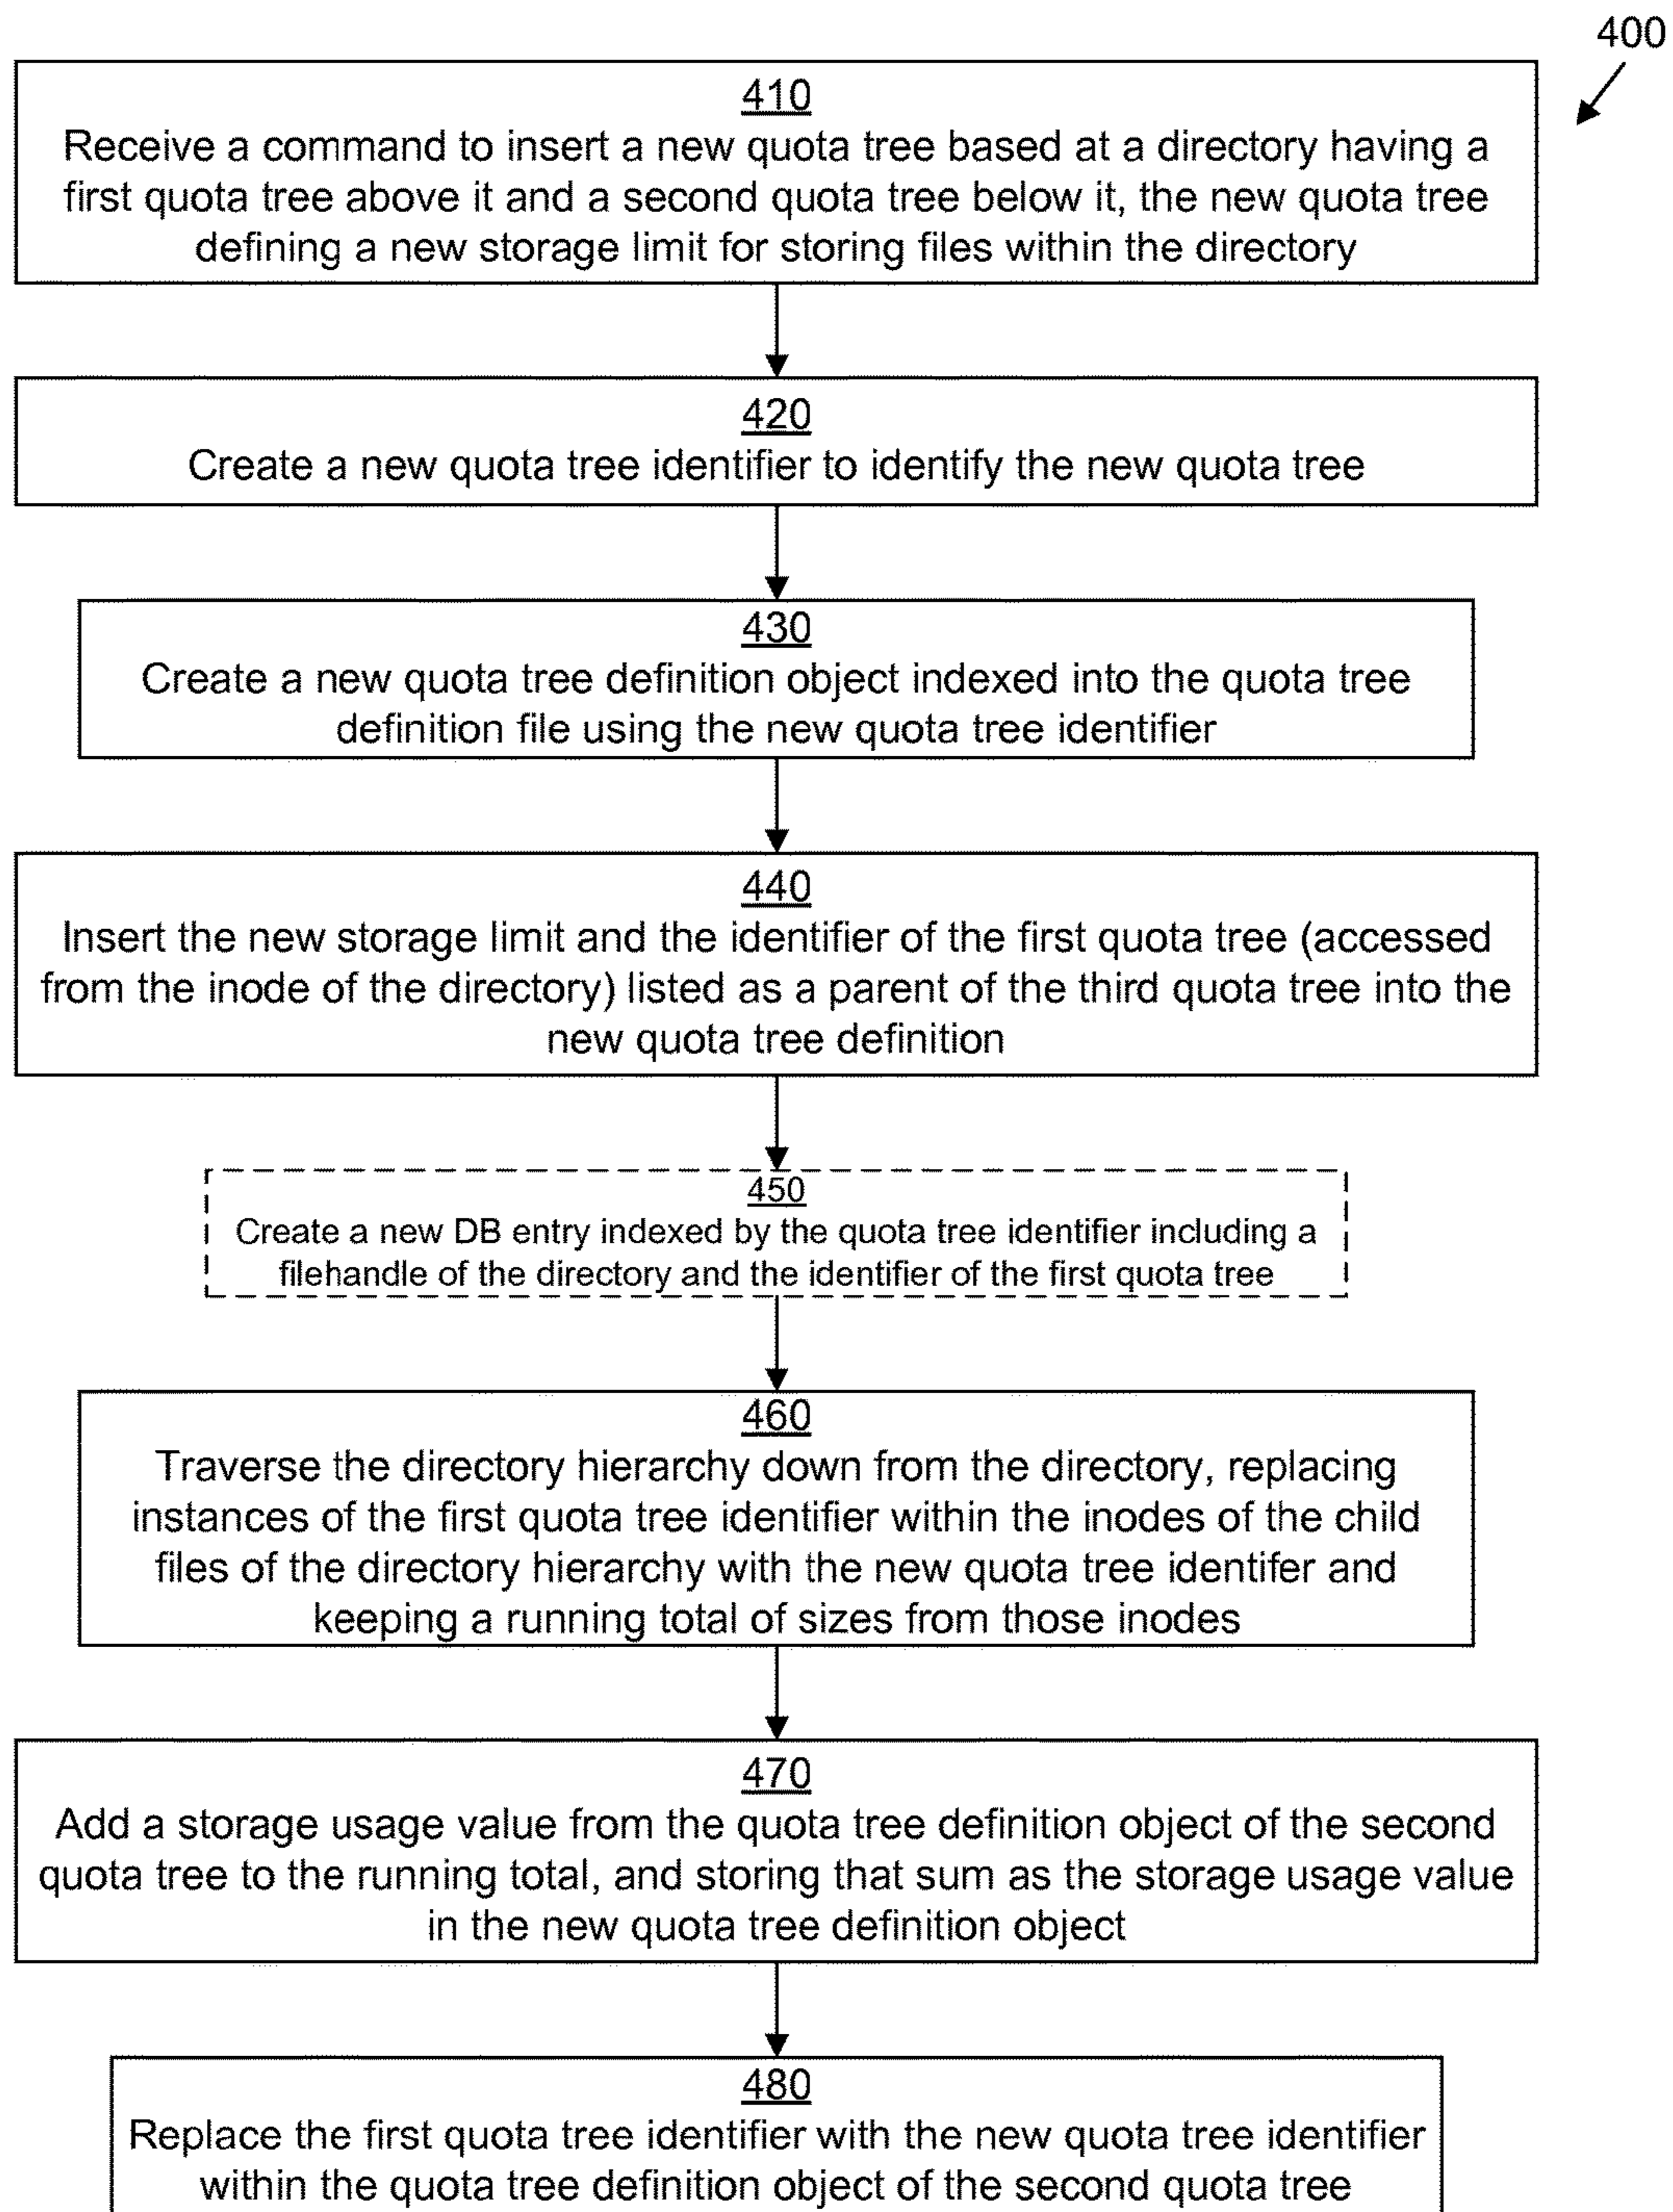 400
410
Receive a command to insert a new quota tree based at a directory having a
first quota tree above it and a second quota tree below it, the new quota tree
defining a new storage limit for storing files within the directory
420
Create a new quota tree identifier to identify the new quota tree
430
Create a new quota tree definition object indexed into the quota tree
definition file using the new quota tree identifier
440
Insert the new storage limit and the identifier of the first quota tree (accessed
from the inode of the directory) listed as a parent of the third quota tree into the
new quota tree definition
450
Create a new DB entry indexed by the quota tree identifier including a
filehandle of the directory and the identifier of the first quota tree
460
Traverse the directory hierarchy down from the directory, replacing
instances of the first quota tree identifier within the inodes of the child
files of the directory hierarchy with the new quota tree identifer and
keeping a running total of sizes from those inodes
470
Add a storage usage value from the quota tree definition object of the second
quota tree to the running total, and storing that sum as the storage usage value
in the new quota tree definition object
480
Replace the first quota tree identifier with the new quota tree identifier
within the quota tree definition object of the second quota tree